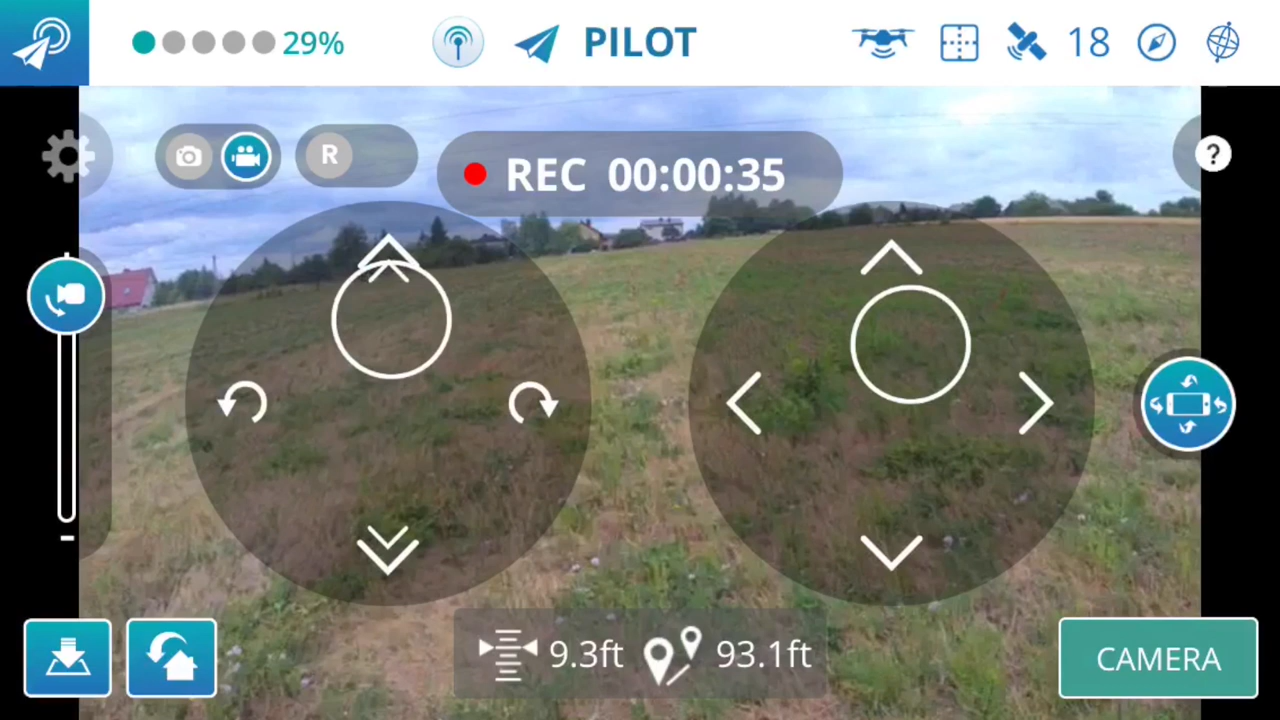 29%
PILOT
18
R
REC 00:00:35
?
9.3ft
93.1ft
CAMERA